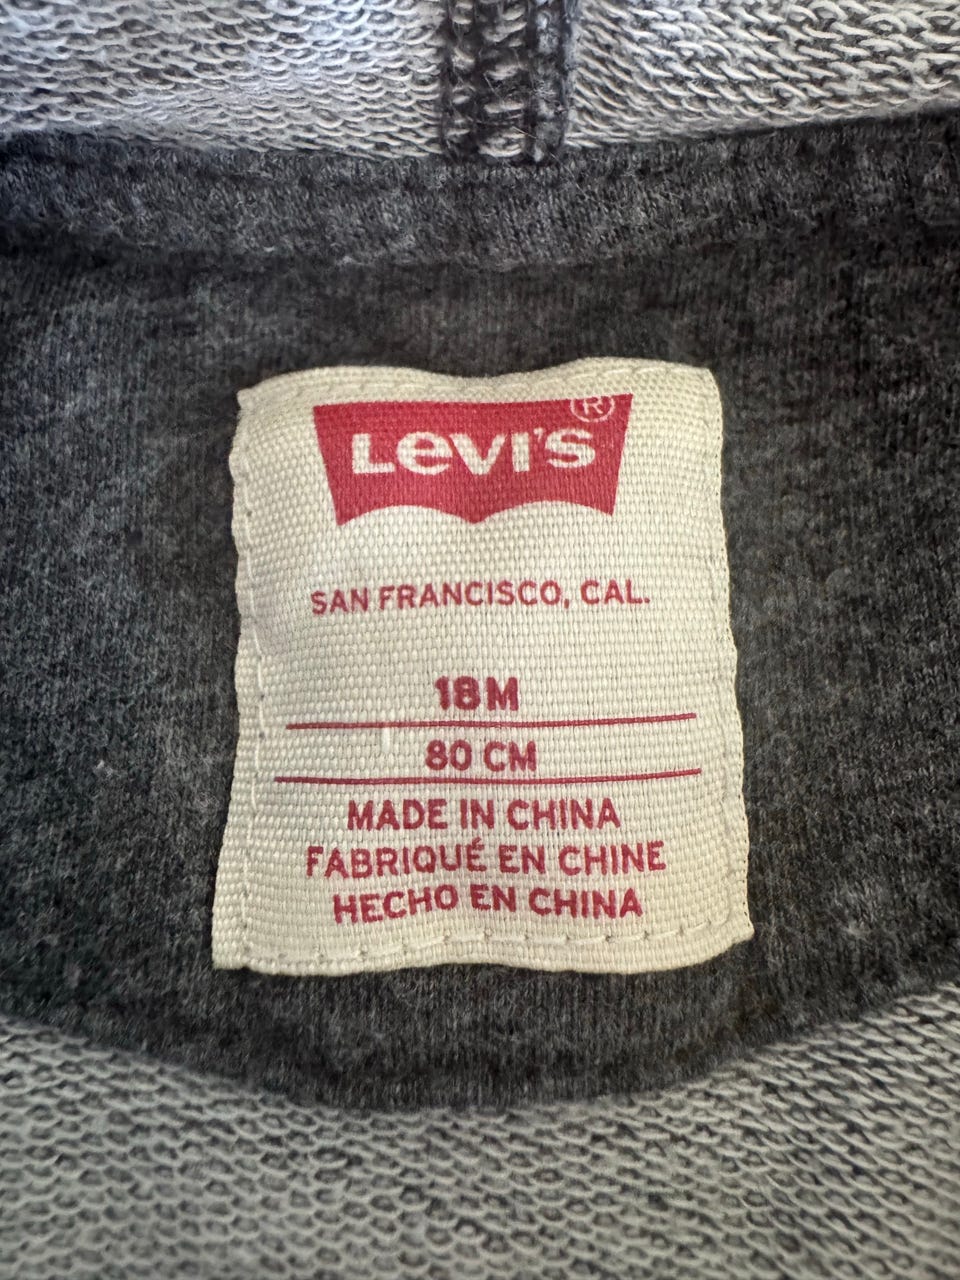 Levi's®
SAN FRANCISCO, CAL.
18M
80 CM
MADE IN CHINA
FABRIQUÉ EN CHINE
HECHO EN CHINA